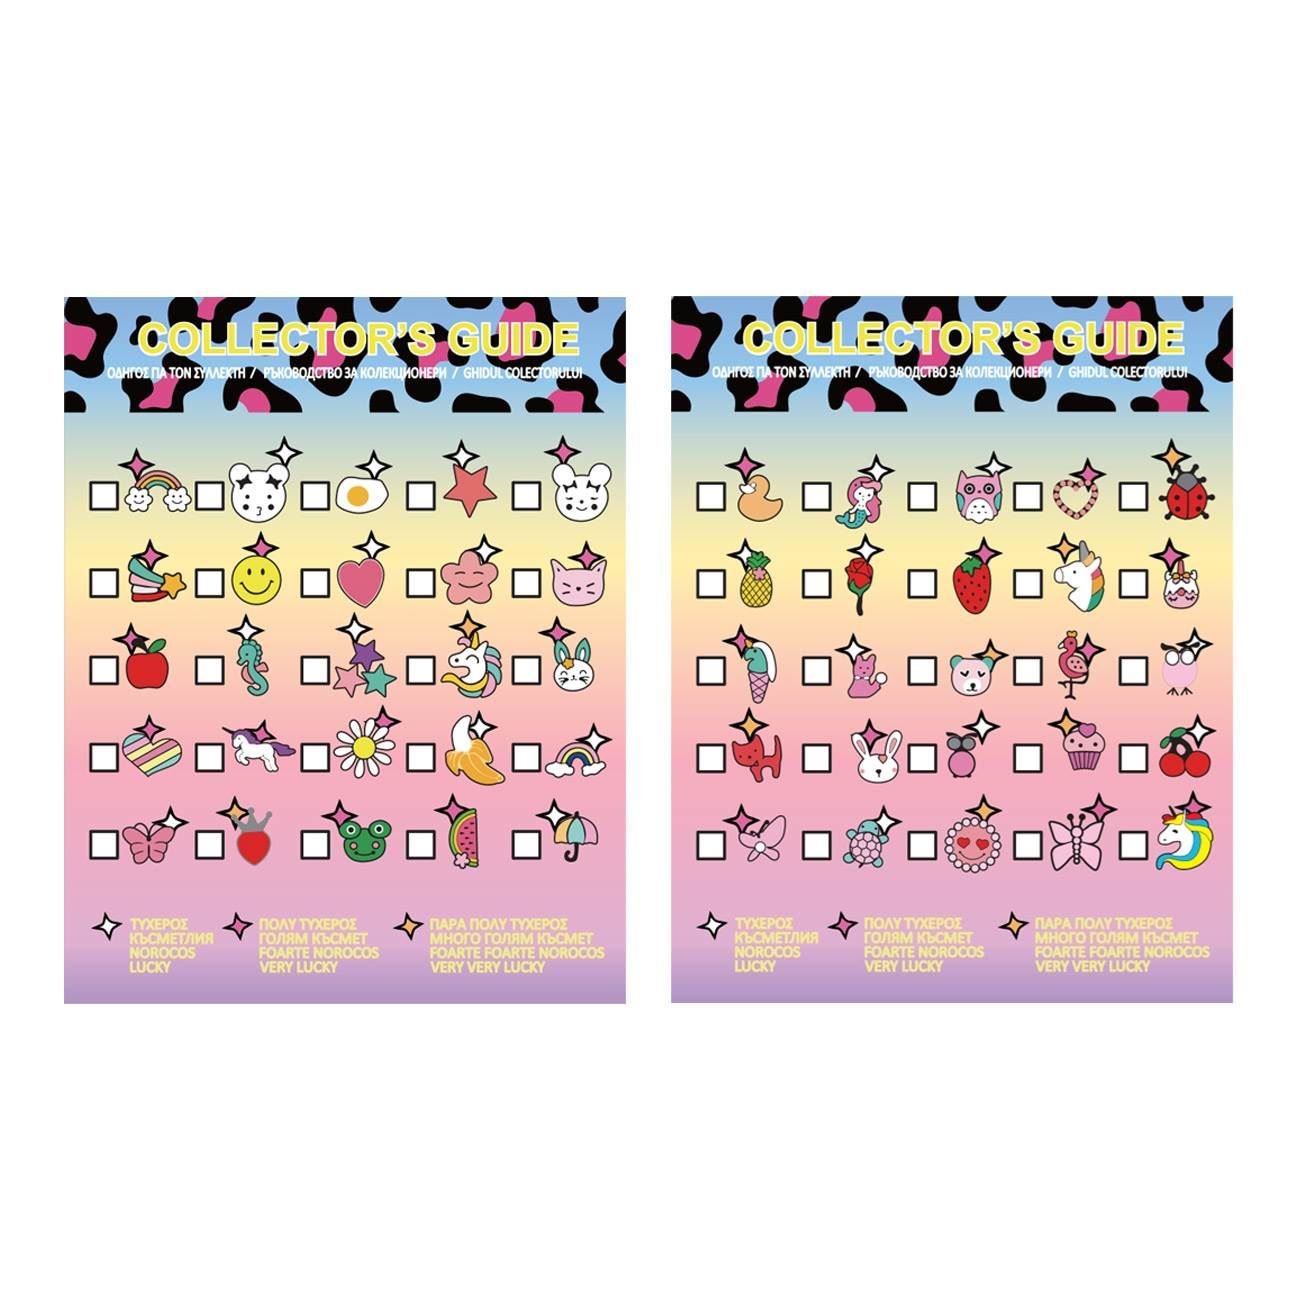 COLLECTOR'S GUIDE
ΟΔΗΓΟΣ ΓΙΑ ΤΟΝ ΣΥΛΛΕΚΤΗ / РЪКОВОДСТВО ЗА КОЛЕКЦИОНЕРИ / GHIDUL COLECTORULUI
ΤΥΧΕΡΟΣ
КЪСМЕТЛИЯ
NOROCOS
LUCKY
ΠΟΛΥ ΤΥΧΕΡΟΣ
ГОЛЯМ КЪСМЕТ
FOARTE NOROCOS
VERY LUCKY
ΠΑΡΑ ΠΟΛΥ ΤΥΧΕΡΟΣ
МНОГО ГОЛЯМ КЪСМЕТ
FOARTE FOARTE NOROCOS
VERY VERY LUCKY
COLLECTOR'S GUIDE
ΟΔΗΓΟΣ ΓΙΑ ΤΟΝ ΣΥΛΛΕΚΤΗ / РЪКОВОДСТВО ЗА КОЛЕКЦИОНЕРИ / GHIDUL COLECTORULUI
ΤΥΧΕΡΟΣ
КЪСМЕТЛИЯ
NOROCOS
LUCKY
ΠΟΛΥ ΤΥΧΕΡΟΣ
ГОЛЯМ КЪСМЕТ
FOARTE NOROCOS
VERY LUCKY
ΠΑΡΑ ΠΟΛΥ ΤΥΧΕΡΟΣ
МНОГО ГОЛЯМ КЪСМЕТ
FOARTE FOARTE NOROCOS
VERY VERY LUCKY